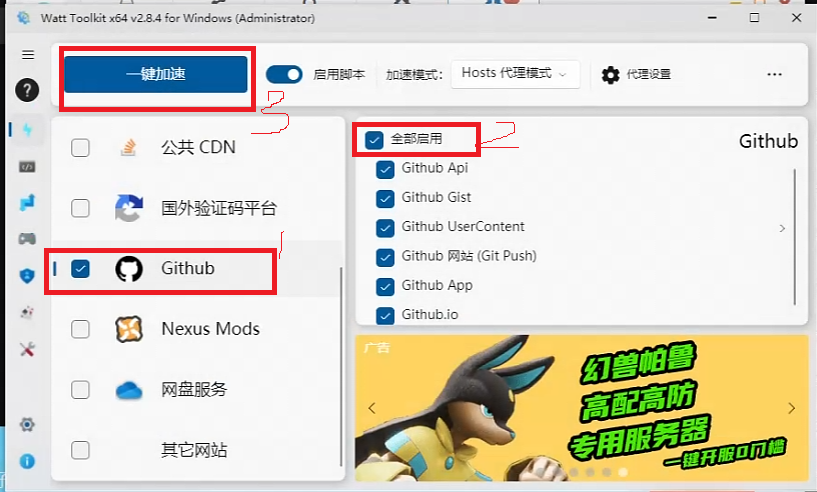 Watt Toolkit x64 v2.8.4 for Windows (Administrator)
一键加速
启用脚本
加速模式：
Hosts 代理模式
代理设置
3
公共 CDN
国外验证码平台
1
Github
Nexus Mods
网盘服务
其它网站
全部启用
2
Github
Github Api
Github Gist
Github UserContent
Github 网站 (Git Push)
Github App
Github.io
广告
幻兽帕鲁
高配高防
专用服务器
一键开服0门槛